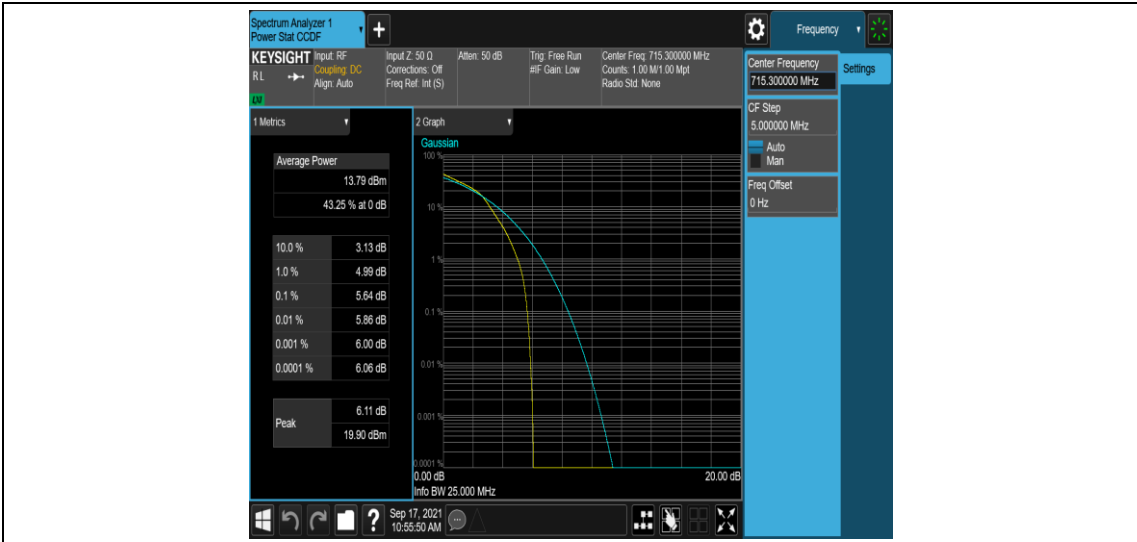 Spectrum Analyzer 1
Power Stat CCDF
+
Frequency
KEYSIGHT
R L
LXI
Input: RF
Coupling: DC
Align: Auto
Input Z: 50 Ω
Corrections: Off
Freq Ref: Int (S)
Atten: 50 dB
Trig: Free Run
#IF Gain: Low
Center Freq: 715.300000 MHz
Counts: 1.00 M/1.00 Mpt
Radio Std: None
Center Frequency
715.300000 MHz
Settings
CF Step
5.000000 MHz
Auto
Man
Freq Offset
0 Hz
1 Metrics
Average Power
13.79 dBm
43.25 % at 0 dB
10.0 % 3.13 dB
1.0 % 4.99 dB
0.1 % 5.64 dB
0.01 % 5.86 dB
0.001 % 6.00 dB
0.0001 % 6.06 dB
Peak
6.11 dB
19.90 dBm
2 Graph
Gaussian
100 %
10 %
1 %
0.1 %
0.01 %
0.001 %
0.0001 %
0.00 dB 20.00 dB
Info BW 25.000 MHz
?
Sep 17, 2021
10:55:50 AM